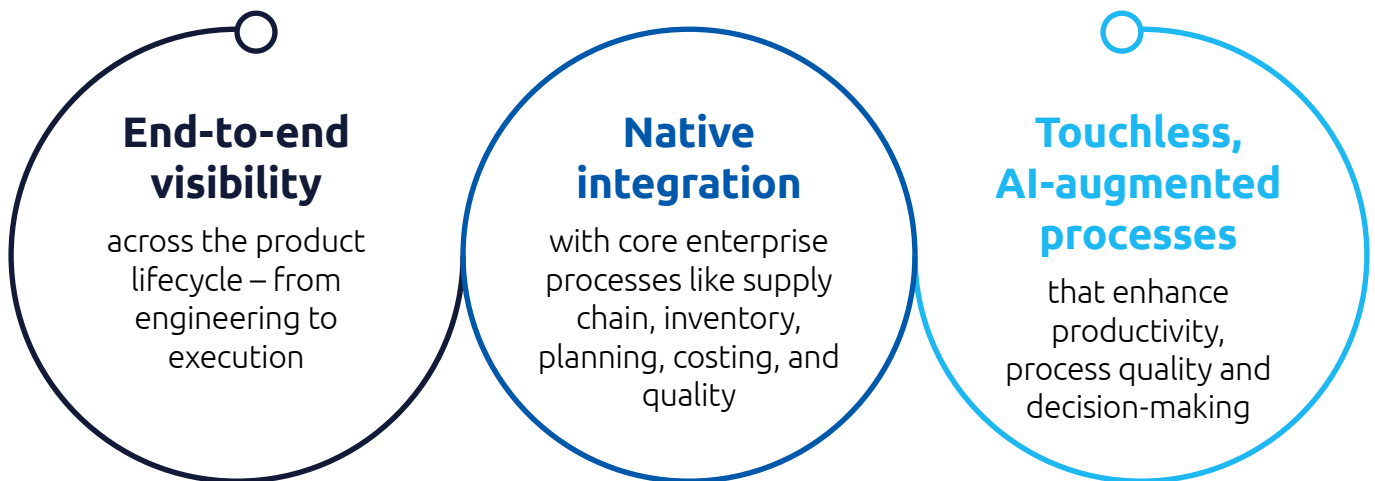 End-to-end
visibility
across the product
lifecycle – from
engineering to
execution
Native
integration
with core enterprise
processes like supply
chain, inventory,
planning, costing, and
quality
Touchless,
AI-augmented
processes
that enhance
productivity,
process quality and
decision-making